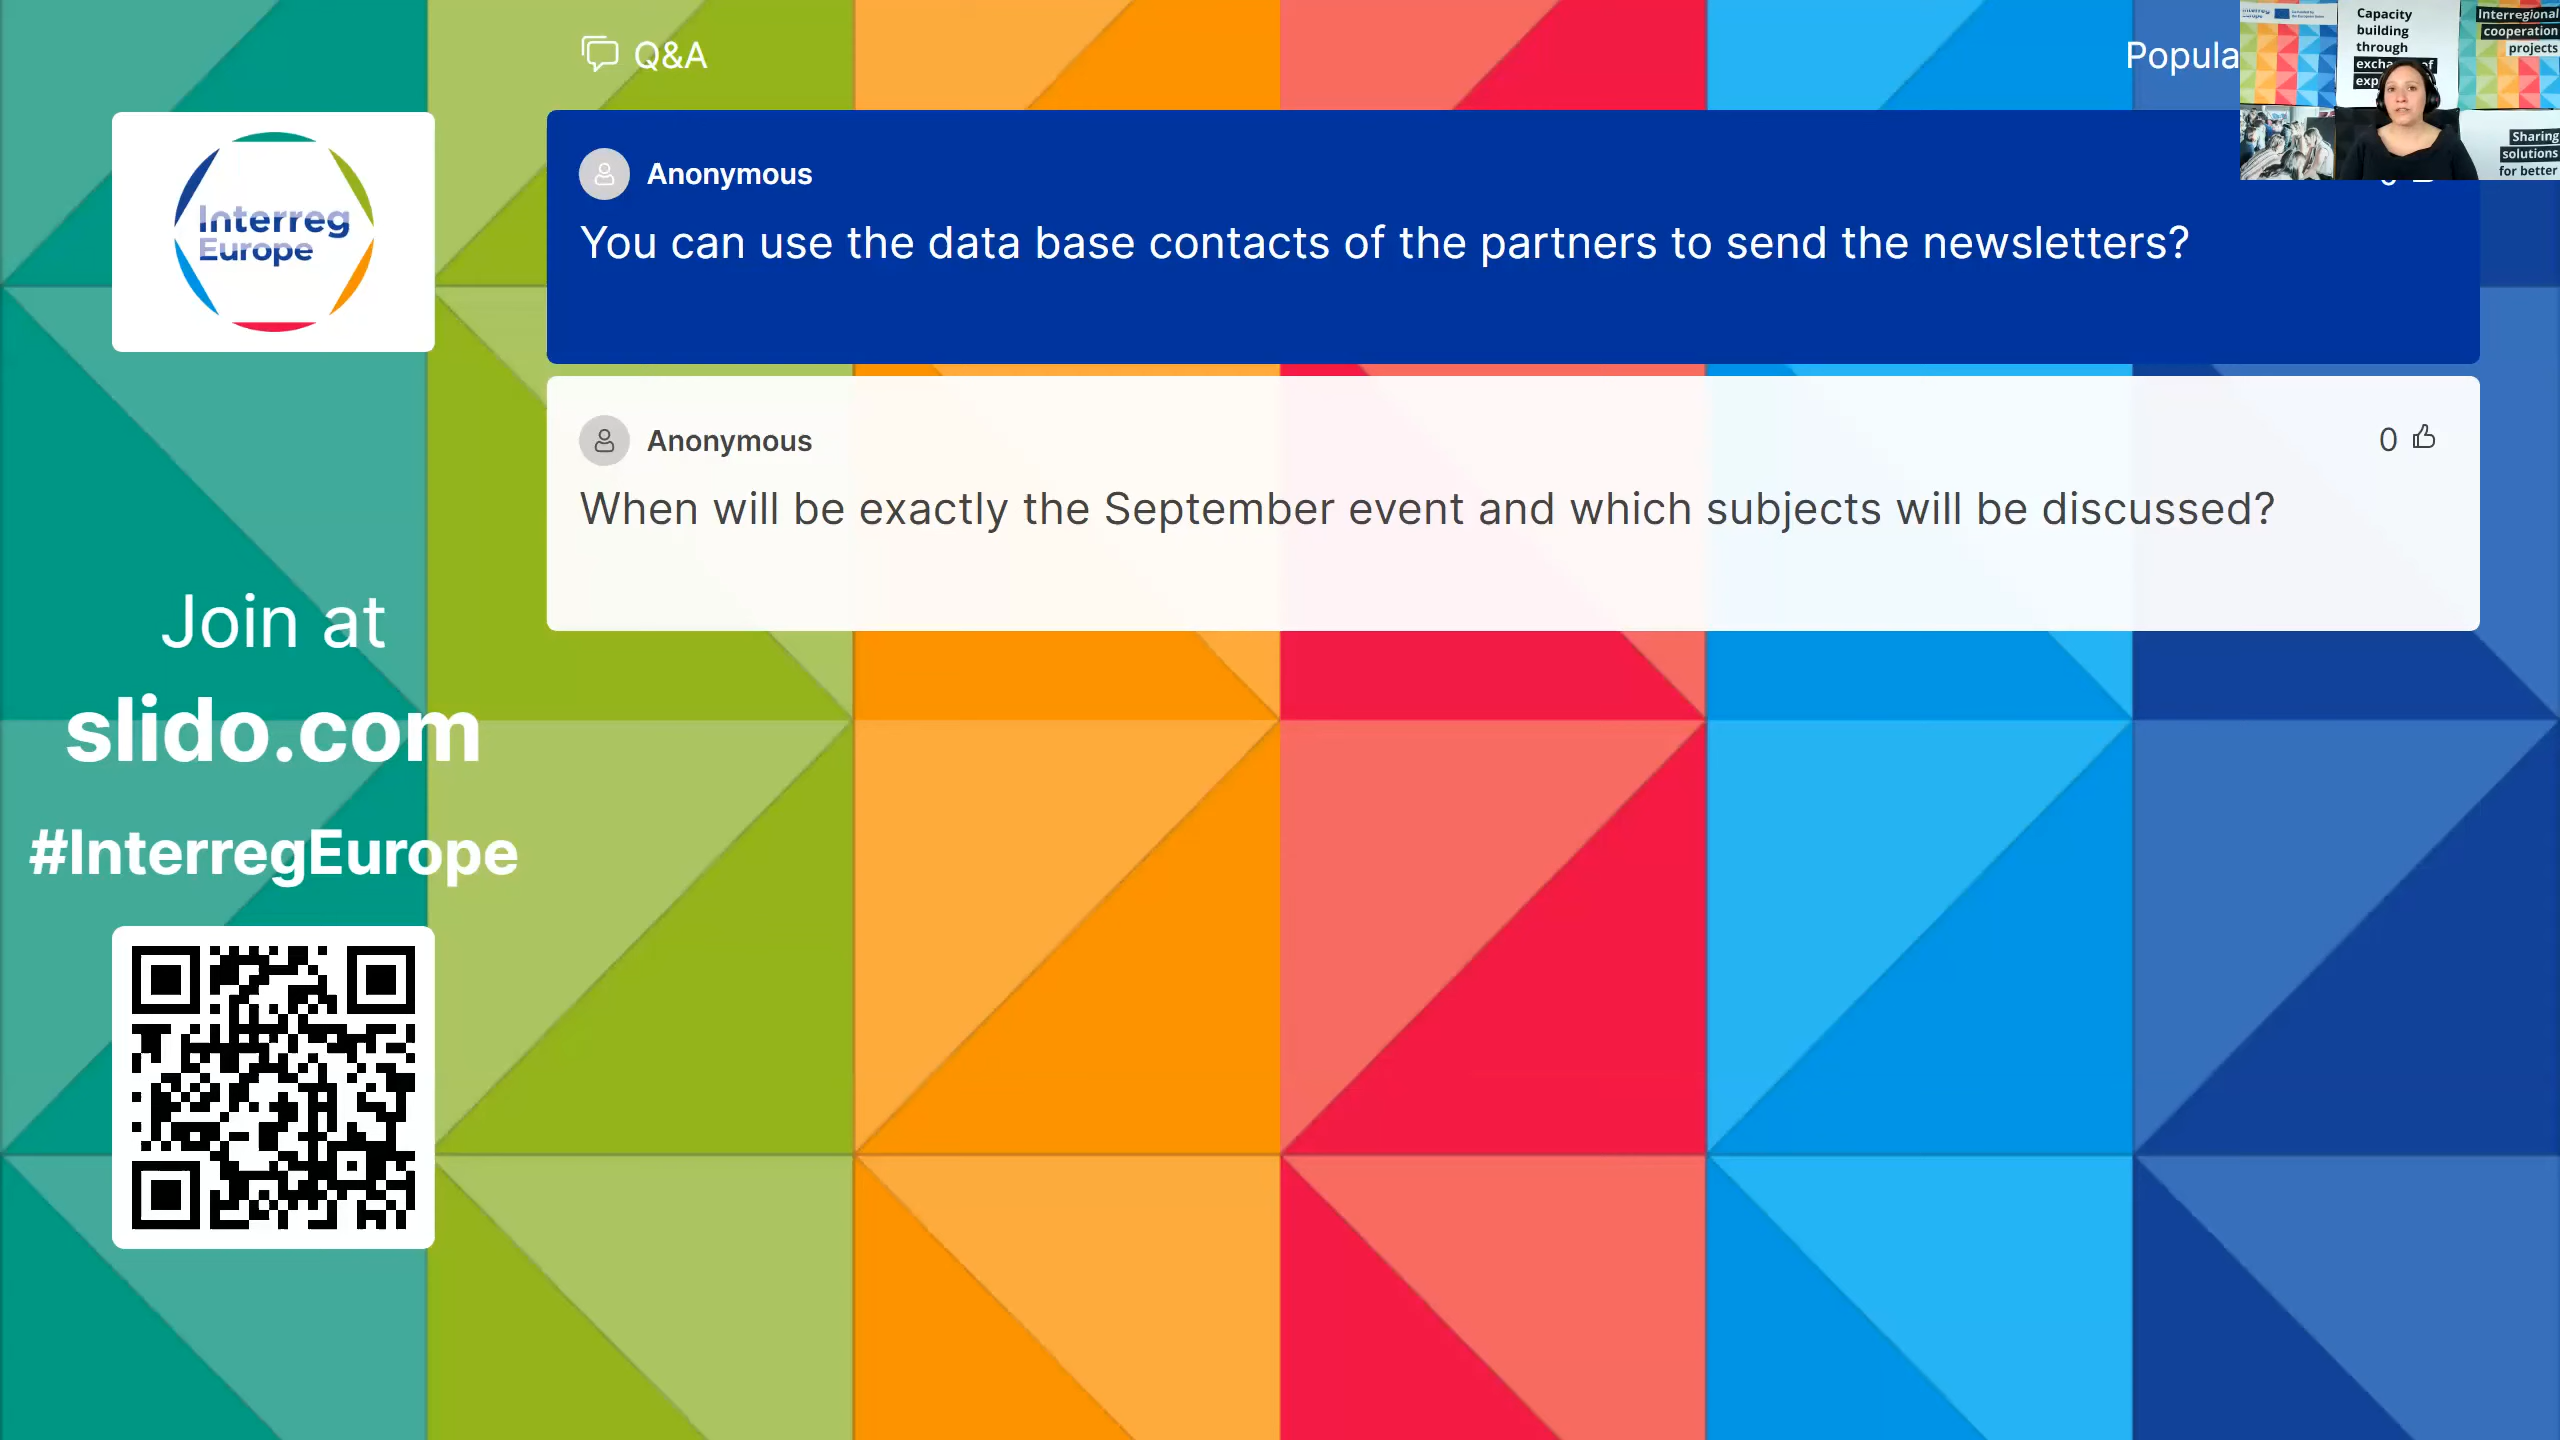 Q&A
Popula
Interreg
Europe
Anonymous
You can use the data base contacts of the partners to send the newsletters?
Anonymous
0
When will be exactly the September event and which subjects will be discussed?
Join at
slido.com
#InterregEurope
Capacity
building
through
Interregional
cooperation
projects
Sharing
solutions
for better